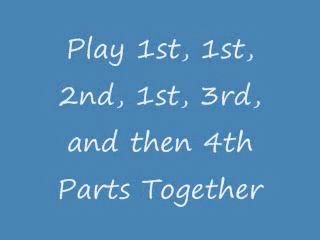 Play 1st, 1st,
2nd, 1st, 3rd,
and then 4th
Parts Together